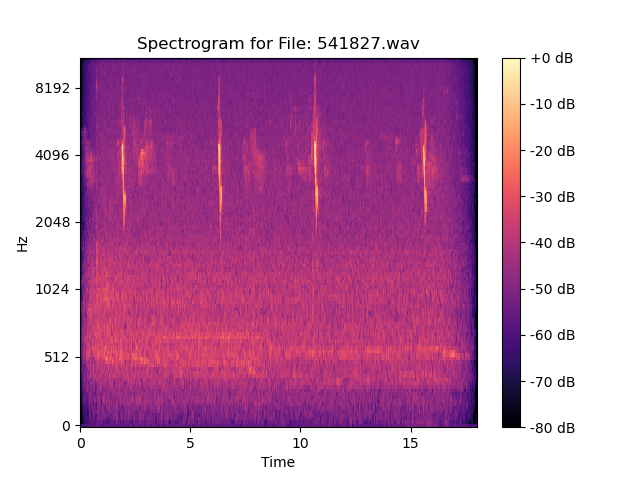 Spectrogram for File: 541827.wav
Hz
8192
4096
2048
1024
512
0
0 5 10 15
Time
+0 dB
-10 dB
-20 dB
-30 dB
-40 dB
-50 dB
-60 dB
-70 dB
-80 dB